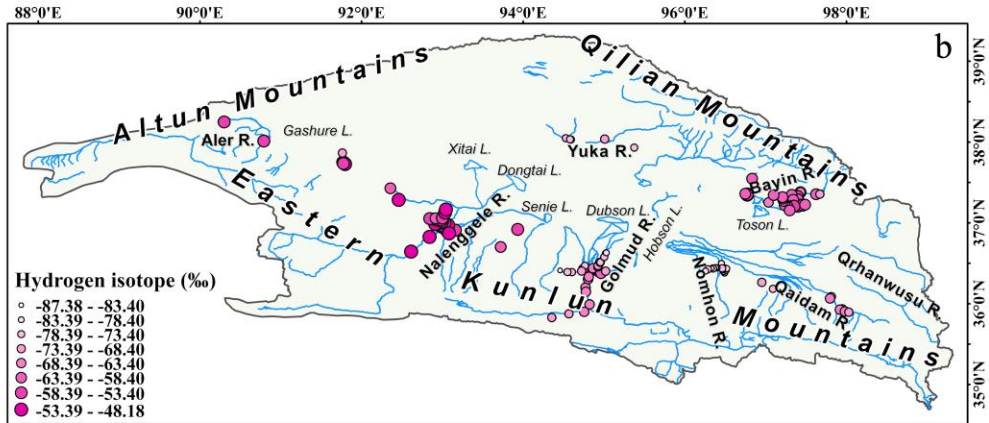 88°0'E 90°0'E 92°0'E 94°0'E 96°0'E 98°0'E
b
39°0'N
38°0'N
37°0'N
36°0'N
35°0'N
Altun Mountains
Qilian Mountains
Eastern Kunlun Mountains
Aler R.
Gashure L.
Xitai L.
Dongtai L.
Yuka R.
Bayin R.
Toson L.
Senie L.
Dubson L.
Hobson L.
Nalenggele R.
Golmud R.
Nomhon R.
Qaidam R.
Qrhanwusu R.
Hydrogen isotope (‰)
-87.38 - -83.40
-83.39 - -78.40
-78.39 - -73.40
-73.39 - -68.40
-68.39 - -63.40
-63.39 - -58.40
-58.39 - -53.40
-53.39 - -48.18